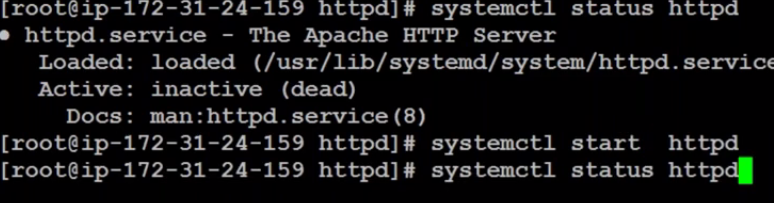 [root@ip-172-31-24-159 httpd]# systemctl status httpd
● httpd.service - The Apache HTTP Server
Loaded: loaded (/usr/lib/systemd/system/httpd.service
Active: inactive (dead)
Docs: man:httpd.service(8)
[root@ip-172-31-24-159 httpd]# systemctl start  httpd
[root@ip-172-31-24-159 httpd]# systemctl status httpd